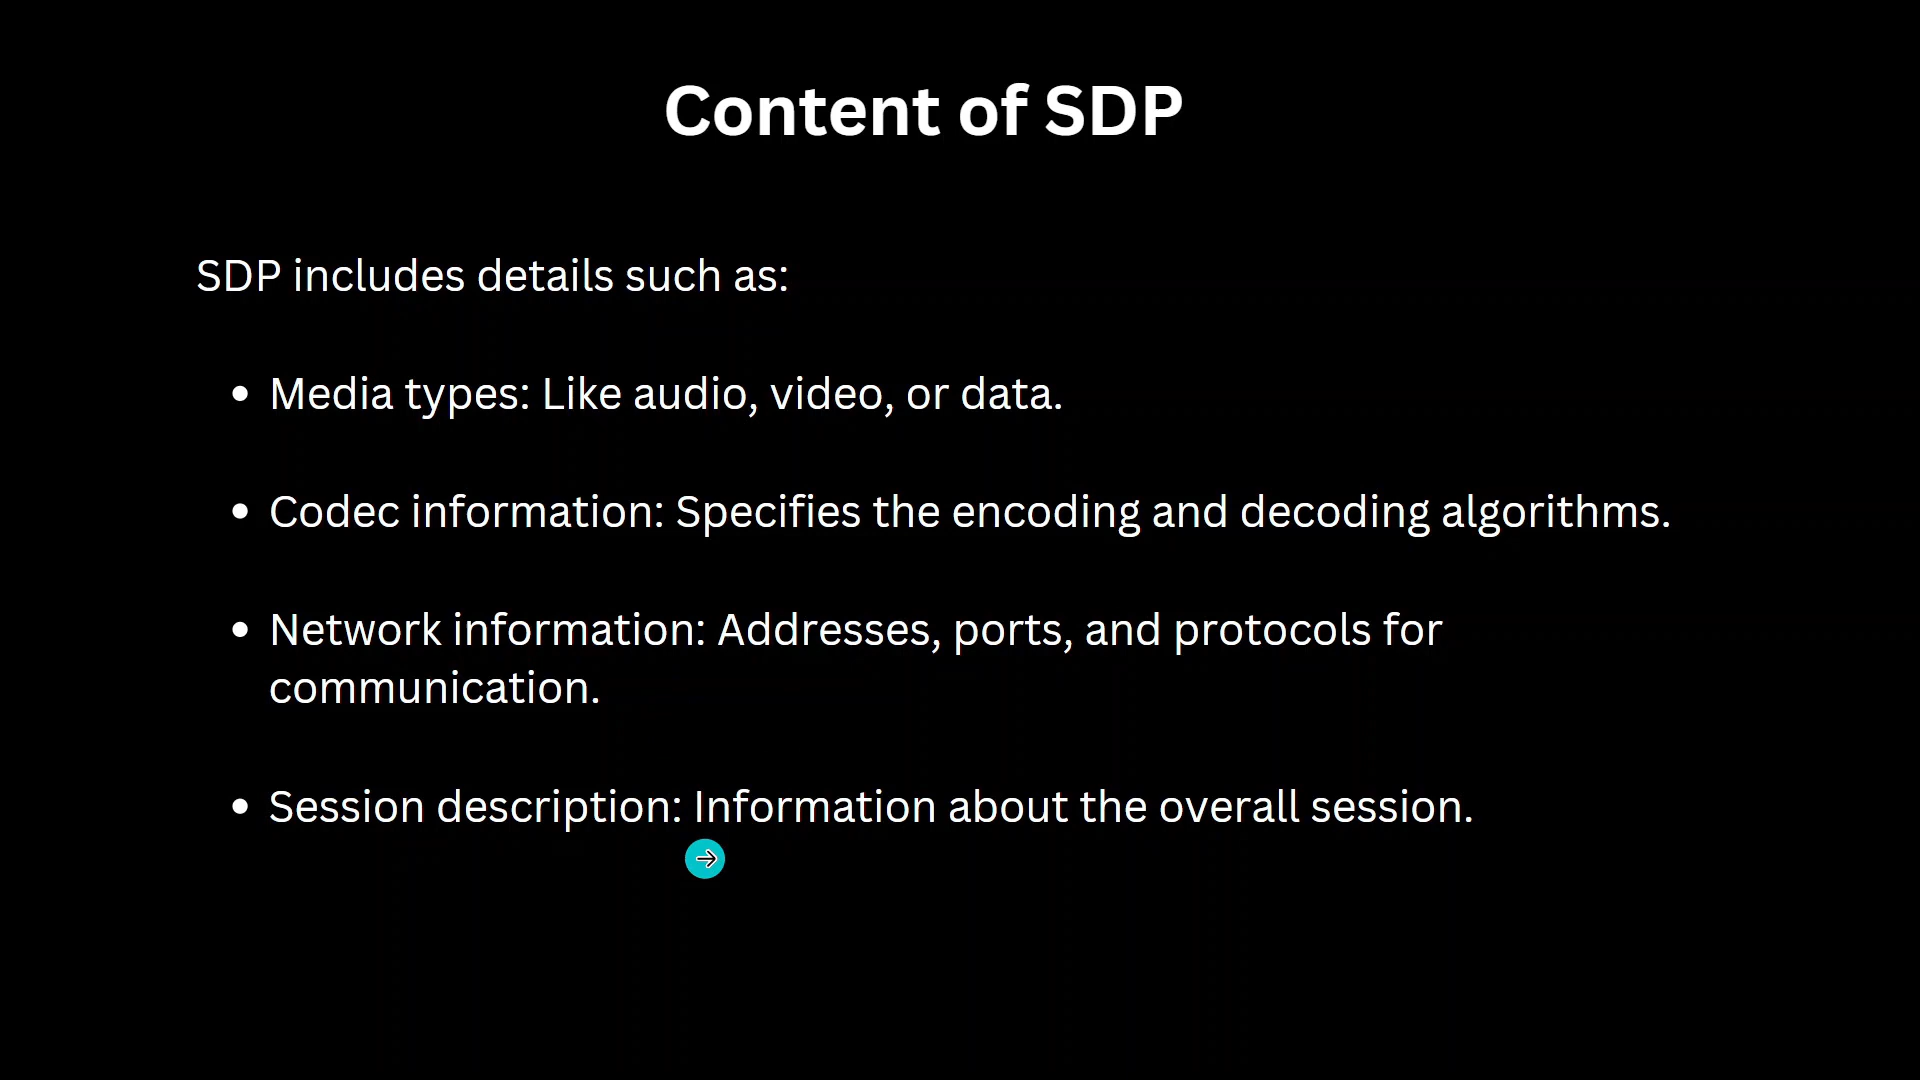 Content of SDP
SDP includes details such as:
• Media types: Like audio, video, or data.
• Codec information: Specifies the encoding and decoding algorithms.
• Network information: Addresses, ports, and protocols for
communication.
• Session description: Information about the overall session.